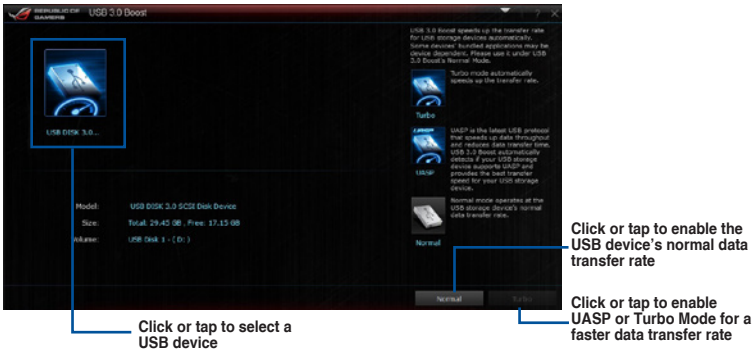 REPUBLIC OF
GAMERS
USB 3.0 Boost
?
USB 3.0 Boost speeds up the transfer rate
for USB storage devices automatically.
Some devices' bundled applications may be
device dependent. Please use it under USB
3.0 Boost's Normal Mode.
Turbo mode automatically
speeds up the transfer rate.
Turbo
USB DISK 3.0...
UASP
UASP is the latest USB protocol
that speeds up data throughput
and reduces data transfer time.
USB 3.0 Boost automatically
detects if your USB storage
device supports UASP and
provides the best transfer
speed for your USB storage
device.
UASP
Normal mode operates at the
USB storage device's normal
data transfer rate.
Normal
Model: USB DISK 3.0 SCSI Disk Device
Size: Total: 29.45 GB , Free: 17.15 GB
Volume: USB Disk 1 - ( D: )
Normal
Turbo
Click or tap to enable the
USB device's normal data
transfer rate
Click or tap to enable
UASP or Turbo Mode for a
faster data transfer rate
Click or tap to select a
USB device